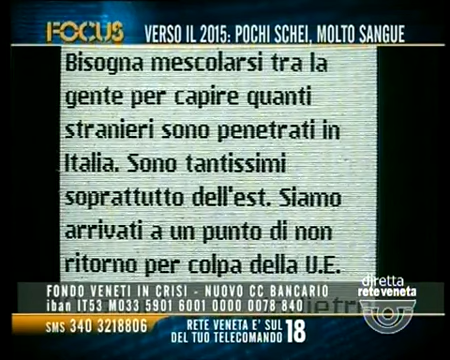 FOCUS VERSO IL 2015: POCHI SCHEI, MOLTO SANGUE
Bisogna mescolarsi tra la
gente per capire quanti
stranieri sono penetrati in
Italia. Sono tantissimi
soprattutto dell'est. Siamo
arrivati a un punto di non
ritorno per colpa della U.E.
diretta
reteveneta
FONDO VENETI IN CRISI - NUOVO CC BANCARIO
iban IT53 M033 5901 6001 0000 0078 840
SMS 340 3218806
RETE VENETA E' SUL
DEL TUO TELECOMANDO 18